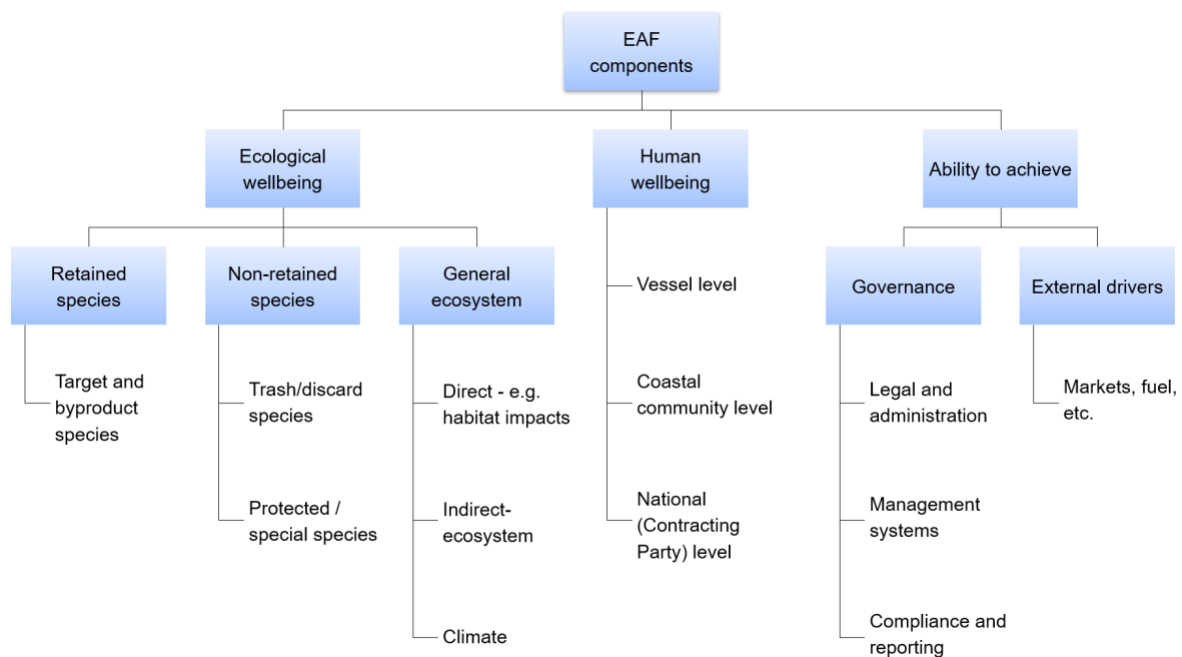 EAF
components
Ecological
wellbeing
Human
wellbeing
Ability to achieve
Retained
species
Non-retained
species
General
ecosystem
Vessel level
Governance
External drivers
Target and
byproduct
species
Trash/discard
species
Direct - e.g.
habitat impacts
Coastal
community level
Legal and
administration
Markets, fuel,
etc.
Protected /
special species
Indirect-
ecosystem
National
(Contracting
Party) level
Management
systems
Climate
Compliance and
reporting